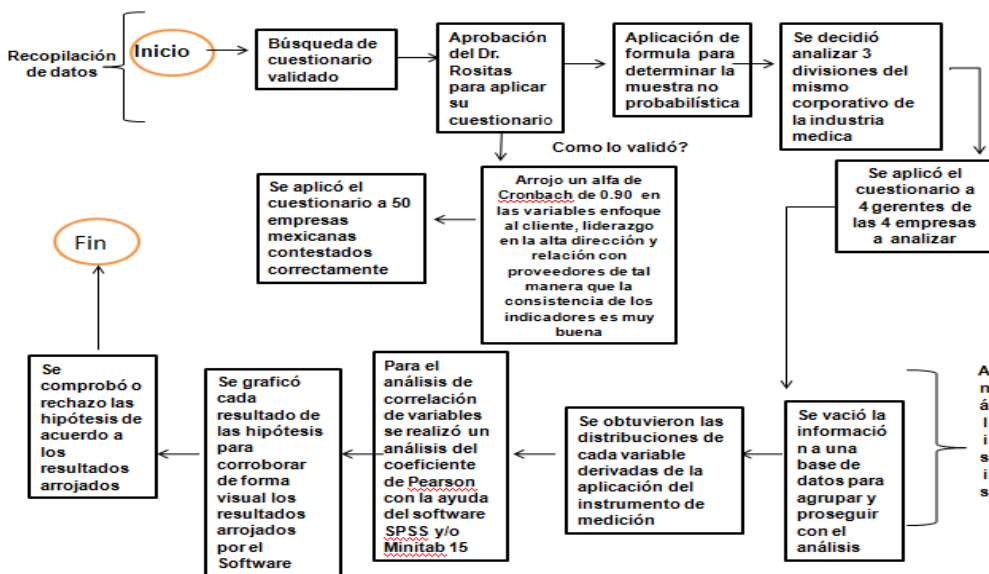 Recopilación
de datos
Inicio
Búsqueda de
cuestionario
validado
Aprobación
del Dr.
Rositas
para aplicar
su
cuestionario
Aplicación de
formula para
determinar la
muestra no
probabilística
Se decidió
analizar 3
divisiones del
mismo
corporativo de
la industria
medica
Como lo validó?
Se aplicó el
cuestionario a
4 gerentes de
las 4 empresas
a analizar
Arrojo un alfa de
Cronbach de 0.90 en
las variables enfoque
al cliente, liderazgo
en la alta dirección y
relación con
proveedores de tal
manera que la
consistencia de los
indicadores es muy
buena
Se aplicó el
cuestionario a 50
empresas
mexicanas
contestados
correctamente
Fin
A
n
á
l
i
s
i
s
Se vació la
informació
n a una
base de
datos para
agrupar y
proseguir
con el
análisis
Se obtuvieron las
distribuciones de
cada variable
derivadas de la
aplicación del
instrumento de
medición
Para el
análisis de
correlación
de variables
se realizó un
análisis del
coeficiente
de Pearson
con la ayuda
del software
SPSS y/o
Minitab 15
Se graficó
cada
resultado de
las hipótesis
para
corroborar
de forma
visual los
resultados
arrojados
por el
Software
Se
comprobó o
rechazo las
hipótesis de
acuerdo a
los
resultados
arrojados